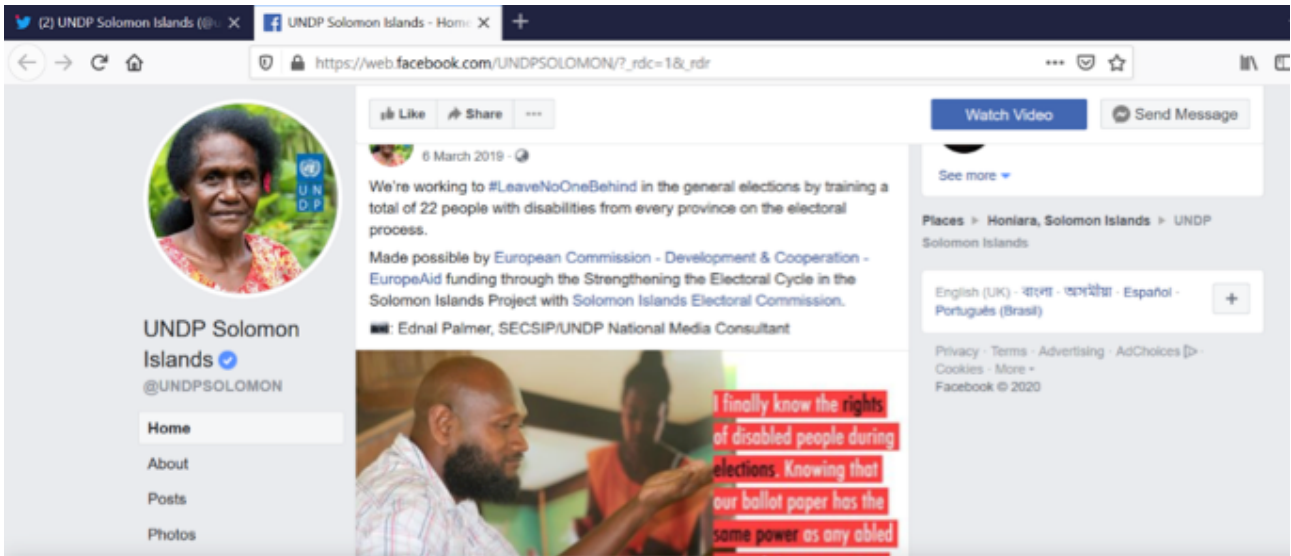 (2) UNDP Solomon Islands (@u
UNDP Solomon Islands - Home
https://web.facebook.com/UNDPSOLOMON/?_rdc=1&_rdr
Like
Share
Watch Video
Send Message
6 March 2019
We're working to #LeaveNoOneBehind in the general elections by training a
total of 22 people with disabilities from every province on the electoral
process.
Made possible by European Commission - Development & Cooperation -
EuropeAid funding through the Strengthening the Electoral Cycle in the
Solomon Islands Project with Solomon Islands Electoral Commission.
: Ednal Palmer, SECSIP/UNDP National Media Consultant
I finally know the rights
of disabled people during
elections. Knowing that
our ballot paper has the
same power as any abled
U N
D P
UNDP Solomon
Islands
@UNDPSOLOMON
Home
About
Posts
Photos
See more
Places Honiara, Solomon Islands UNDP
Solomon Islands
English (UK) · বাংলা · অসমীয়া · Español ·
Português (Brasil)
Privacy · Terms · Advertising · AdChoices ·
Cookies · More
Facebook © 2020